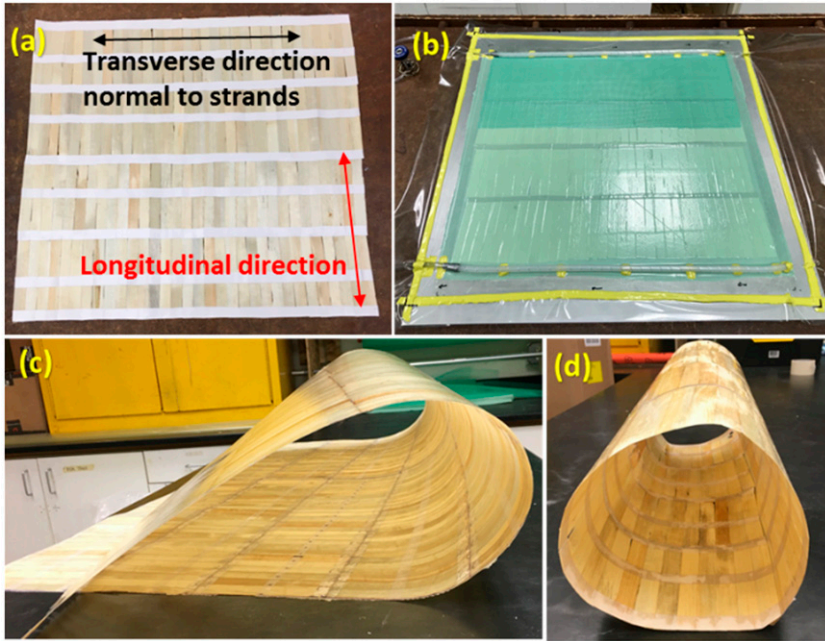 (a)
Transverse direction
normal to strands
Longitudinal direction
(b)
(c)
(d)